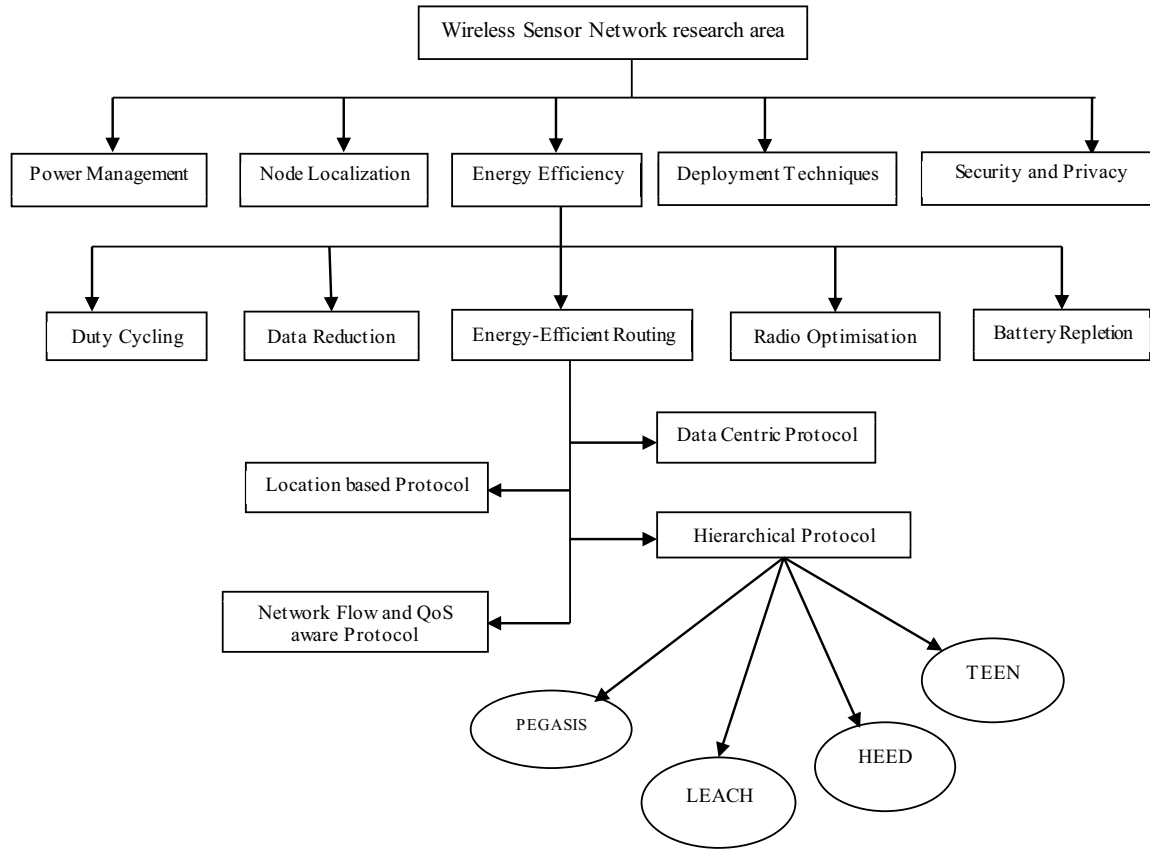 Wireless Sensor Network research area
Power Management
Node Localization
Energy Efficiency
Deployment Techniques
Security and Privacy
Duty Cycling
Data Reduction
Energy-Efficient Routing
Radio Optimisation
Battery Repletion
Data Centric Protocol
Location based Protocol
Hierarchical Protocol
Network Flow and QoS
aware Protocol
TEEN
PEGASIS
HEED
LEACH